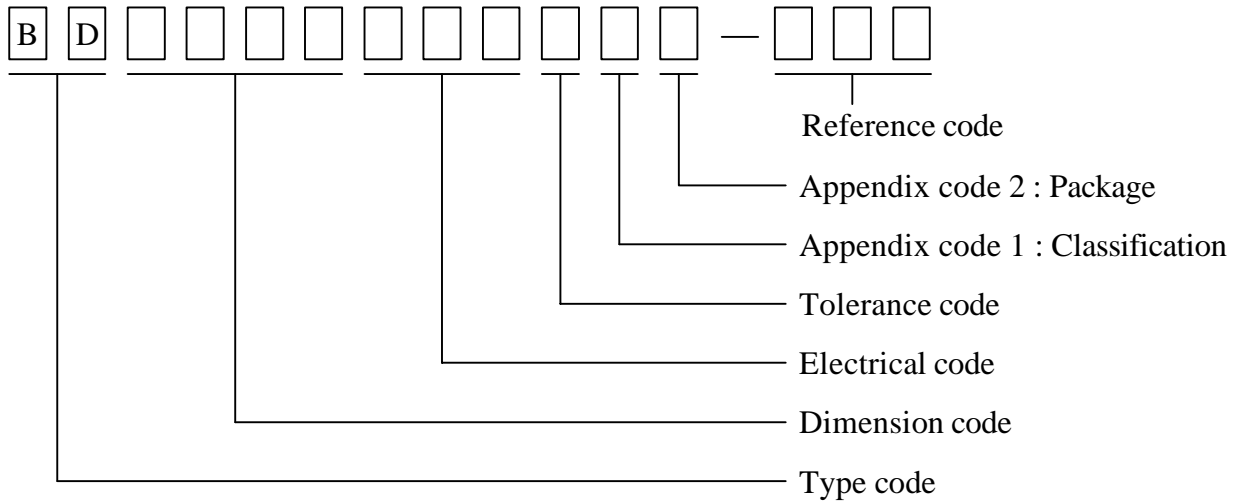 B D —
Reference code
Appendix code 2 : Package
Appendix code 1 : Classification
Tolerance code
Electrical code
Dimension code
Type code